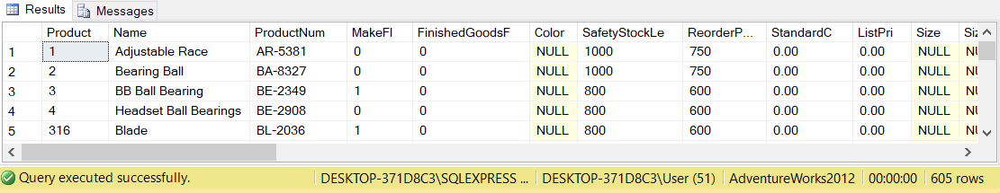 Results Messages
Product Name ProductNum MakeFl FinishedGoodsF Color SafetyStockLe ReorderP... StandardC ListPri Size Siz
1 1 Adjustable Race AR-5381 0 0 NULL 1000 750 0.00 0.00 NULL NU
2 2 Bearing Ball BA-8327 0 0 NULL 1000 750 0.00 0.00 NULL NU
3 3 BB Ball Bearing BE-2349 1 0 NULL 800 600 0.00 0.00 NULL NU
4 4 Headset Ball Bearings BE-2908 0 0 NULL 800 600 0.00 0.00 NULL NU
5 316 Blade BL-2036 1 0 NULL 800 600 0.00 0.00 NULL NU
Query executed successfully. DESKTOP-371D8C3\SQLEXPRESS ... DESKTOP-371D8C3\User (51) AdventureWorks2012 00:00:00 605 rows